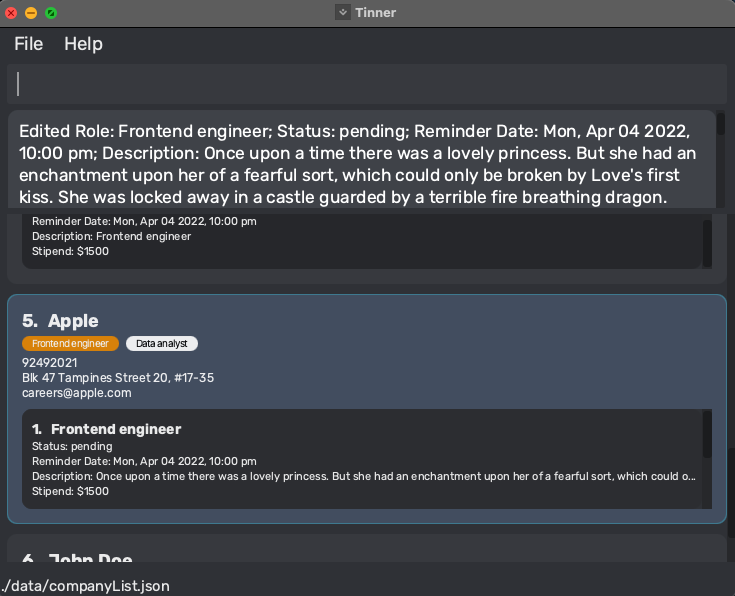 Tinner
File Help
Edited Role: Frontend engineer; Status: pending; Reminder Date: Mon, Apr 04 2022,
10:00 pm; Description: Once upon a time there was a lovely princess. But she had an
enchantment upon her of a fearful sort, which could only be broken by Love's first
kiss. She was locked away in a castle guarded by a terrible fire breathing dragon.
Reminder Date: Mon, Apr 04 2022, 10:00 pm
Description: Frontend engineer
Stipend: $1500
5. Apple
Frontend engineer Data analyst
92492021
Blk 47 Tampines Street 20, #17-35
careers@apple.com
1. Frontend engineer
Status: pending
Reminder Date: Mon, Apr 04 2022, 10:00 pm
Description: Once upon a time there was a lovely princess. But she had an enchantment upon her of a fearful sort, which could o...
Stipend: $1500
6. John Doe
./data/companyList.json